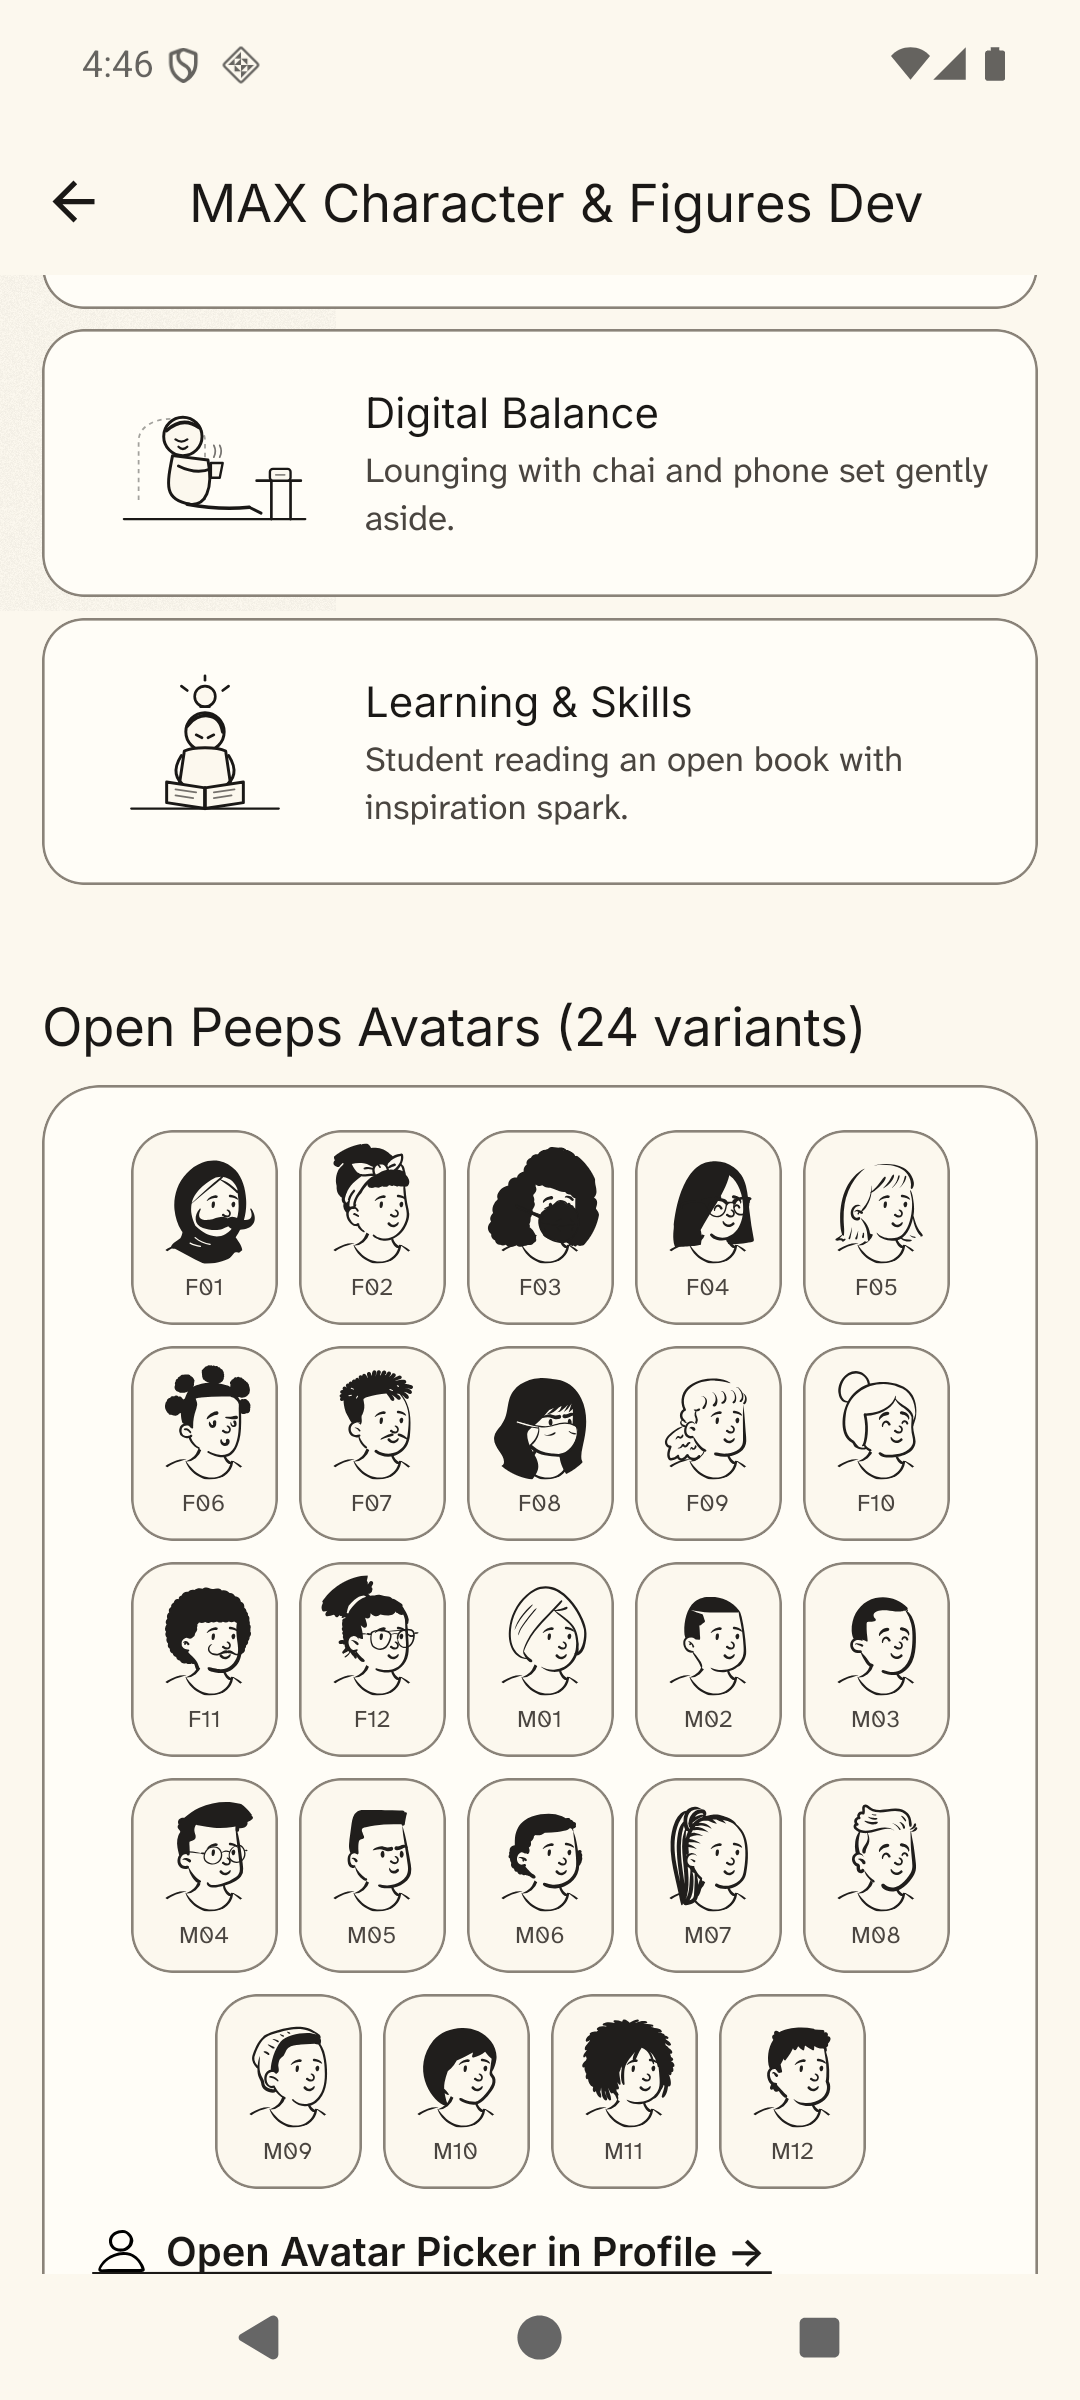 4:46
MAX Character & Figures Dev
Digital Balance
Lounging with chai and phone set gently
aside.
Learning & Skills
Student reading an open book with
inspiration spark.
Open Peeps Avatars (24 variants)
F01 F02 F03 F04 F05
F06 F07 F08 F09 F10
F11 F12 M01 M02 M03
M04 M05 M06 M07 M08
M09 M10 M11 M12
Open Avatar Picker in Profile →